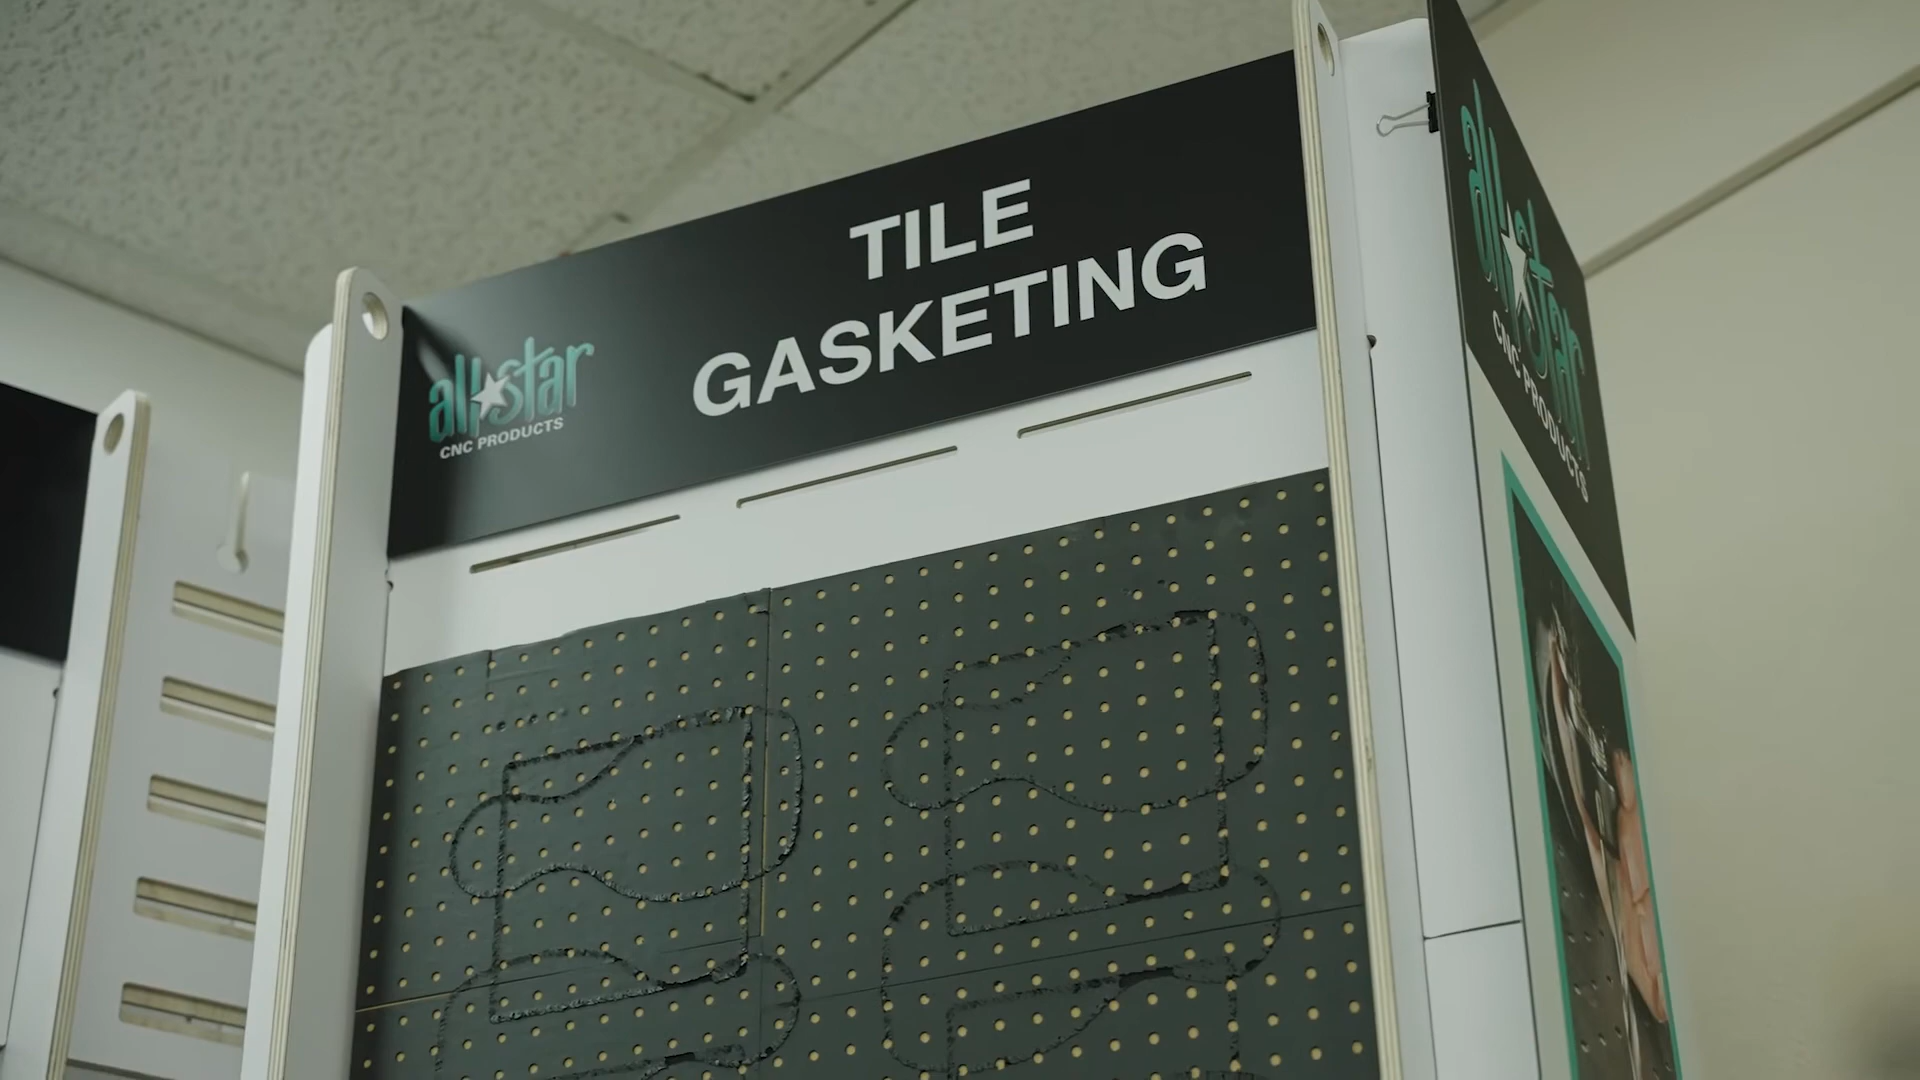 TILE
GASKETING
all star
CNC PRODUCTS
all star
CNC PRODUCTS